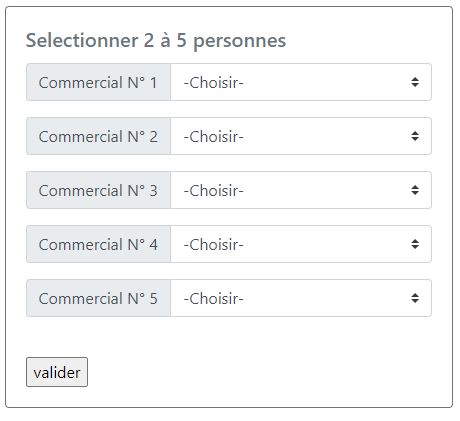 Selectionner 2 à 5 personnes
Commercial N° 1 -Choisir-
Commercial N° 2 -Choisir-
Commercial N° 3 -Choisir-
Commercial N° 4 -Choisir-
Commercial N° 5 -Choisir-
valider